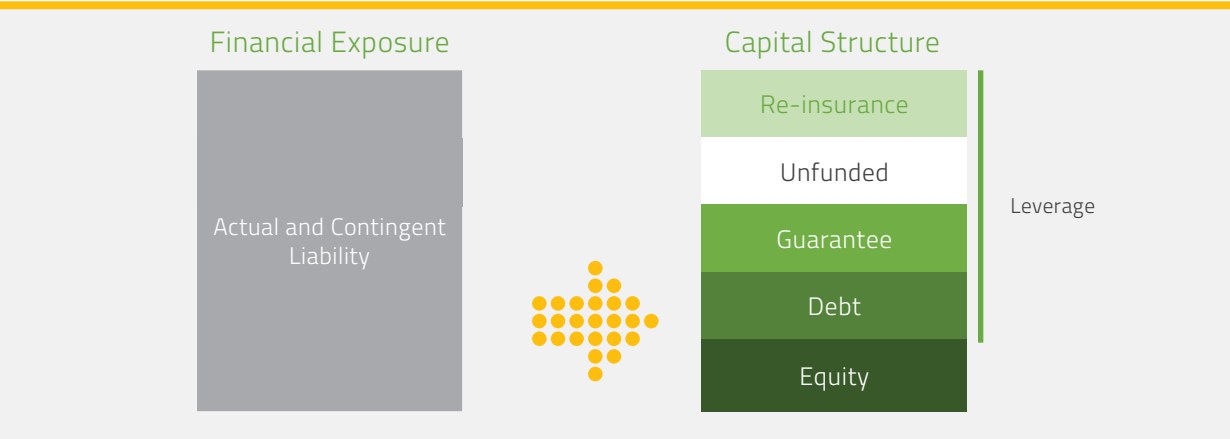 Financial Exposure
Actual and Contingent
Liability
Capital Structure
Re-insurance
Unfunded
Guarantee
Debt
Equity
Leverage